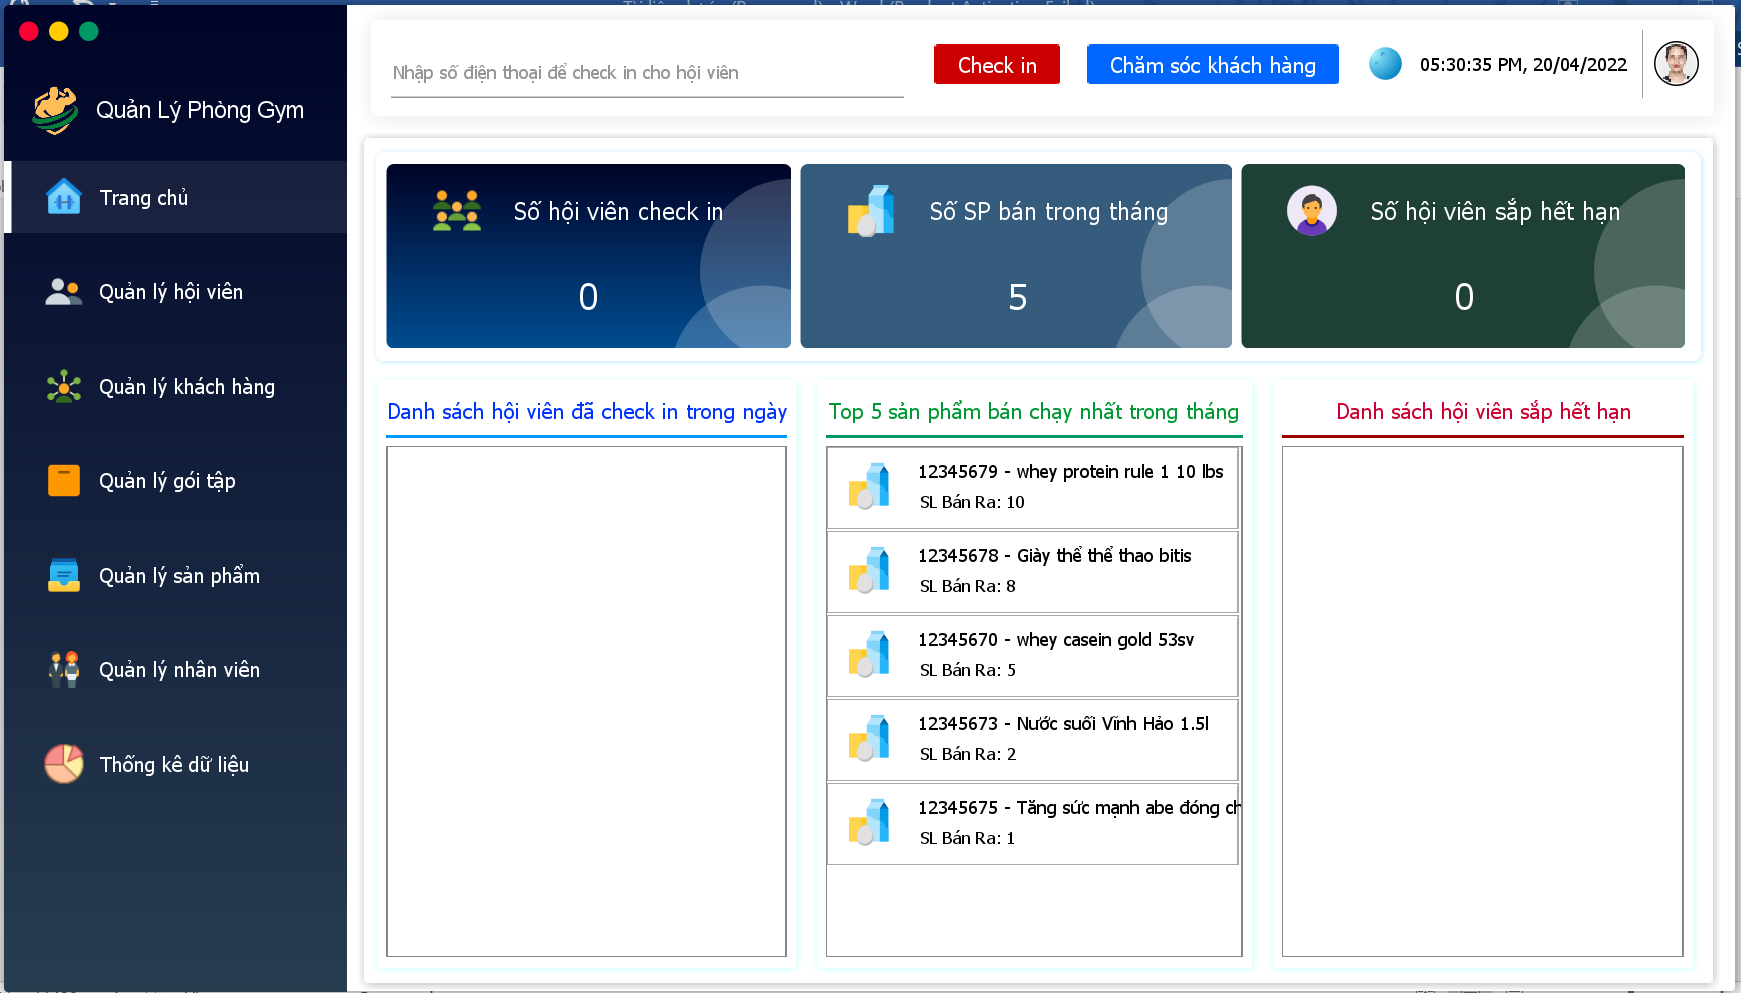 Quản Lý Phòng Gym
Trang chủ
Quản lý hội viên
Quản lý khách hàng
Quản lý gói tập
Quản lý sản phẩm
Quản lý nhân viên
Thống kê dữ liệu
Nhập số điện thoại để check in cho hội viên
Check in
Chăm sóc khách hàng
05:30:35 PM, 20/04/2022
Số hội viên check in
0
Số SP bán trong tháng
5
Số hội viên sắp hết hạn
0
Danh sách hội viên đã check in trong ngày
Top 5 sản phẩm bán chạy nhất trong tháng
12345679 - whey protein rule 1 10 lbs
SL Bán Ra: 10
12345678 - Giày thể thể thao bitis
SL Bán Ra: 8
12345670 - whey casein gold 53sv
SL Bán Ra: 5
12345673 - Nước suối Vĩnh Hảo 1.5l
SL Bán Ra: 2
12345675 - Tăng sức mạnh abe đóng ch
SL Bán Ra: 1
Danh sách hội viên sắp hết hạn